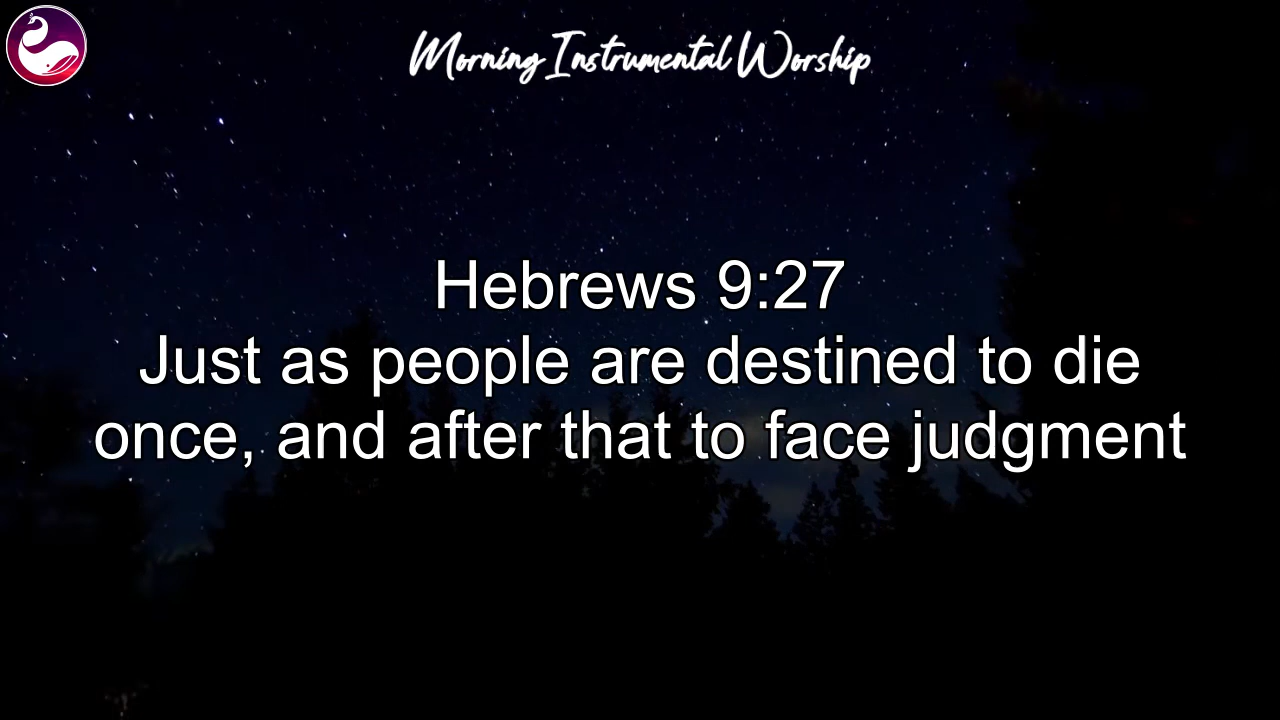 Morning Instrumental Worship
Hebrews 9:27
Just as people are destined to die
once, and after that to face judgment